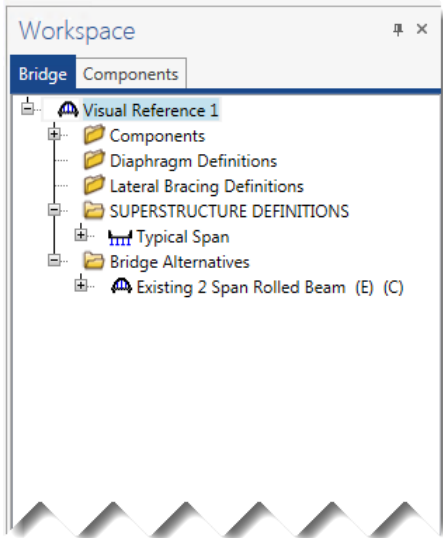 Workspace
Bridge Components
Visual Reference 1
Components
Diaphragm Definitions
Lateral Bracing Definitions
SUPERSTRUCTURE DEFINITIONS
Typical Span
Bridge Alternatives
Existing 2 Span Rolled Beam (E) (C)